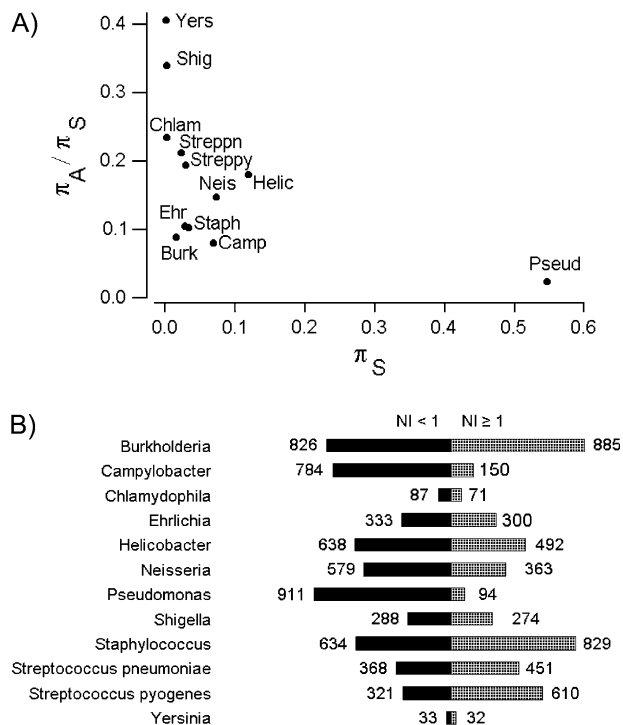 A)
0.4
Yers
Shig
0.3
Chlam
Streppn
0.2
Streppy
Neis
Helic
Ehr
Staph
0.1
Burk
Camp
Pseud
0.0
π A / π S
0.0 0.1 0.2 0.3 0.4 0.5 0.6
π S
B)
NI < 1 NI ≥ 1
Burkholderia 826 885
Campylobacter 784 150
Chlamydophila 87 71
Ehrlichia 333 300
Helicobacter 638 492
Neisseria 579 363
Pseudomonas 911 94
Shigella 288 274
Staphylococcus 634 829
Streptococcus pneumoniae 368 451
Streptococcus pyogenes 321 610
Yersinia 33 32